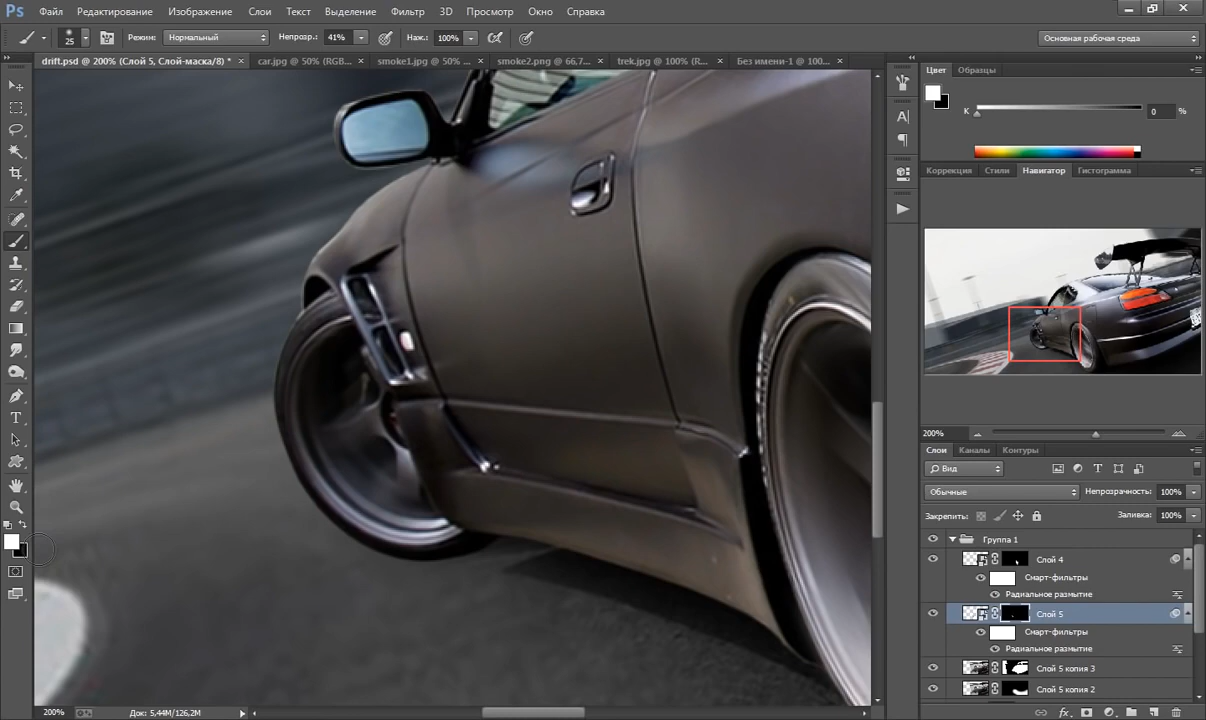 Ps Файл Редактирование Изображение Слои Текст Выделение Фильтр 3D Просмотр Окно Справка
25 Режим: Нормальный Непрозр.: 41% Наж.: 100% Основная рабочая среда
drift.psd @ 200% (Слой 5, Слой-маска/8) * × car.jpg @ 50% (RGB... × smoke1.jpg @ 50% ... × smoke2.png @ 66,7... × trek.jpg @ 100% (R... × Без имени-1 @ 100... ×
Цвет Образцы
K 0 %
Коррекция Стили Навигатор Гистограмма
200%
Слои Каналы Контуры
Вид
Обычные Непрозрачность: 100%
Закрепить: Заливка: 100%
Группа 1
Слой 4
Смарт-фильтры
Радиальное размытие
Слой 5
Смарт-фильтры
Радиальное размытие
Слой 5 копия 3
Слой 5 копия 2
200% Док: 5,44M/126,2M
fx